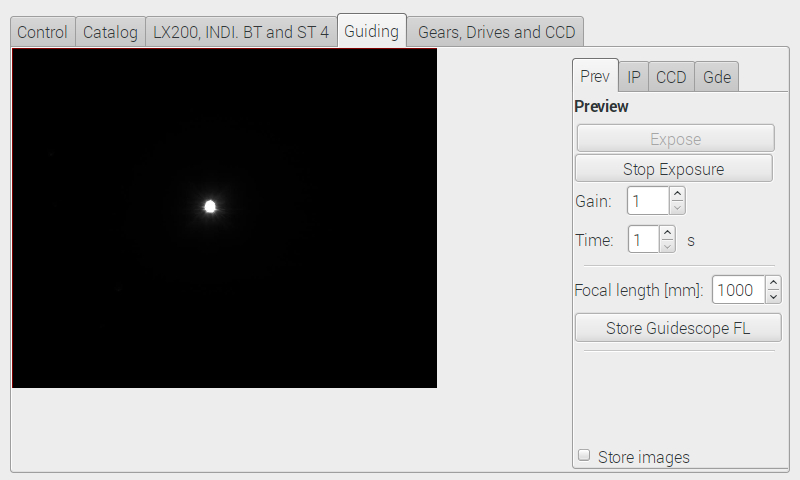 Control Catalog LX200, INDI. BT and ST 4 Guiding Gears, Drives and CCD
Prev IP CCD Gde
Preview
Expose
Stop Exposure
Gain: 1
Time: 1 s
Focal length [mm]: 1000
Store Guidescope FL
Store images